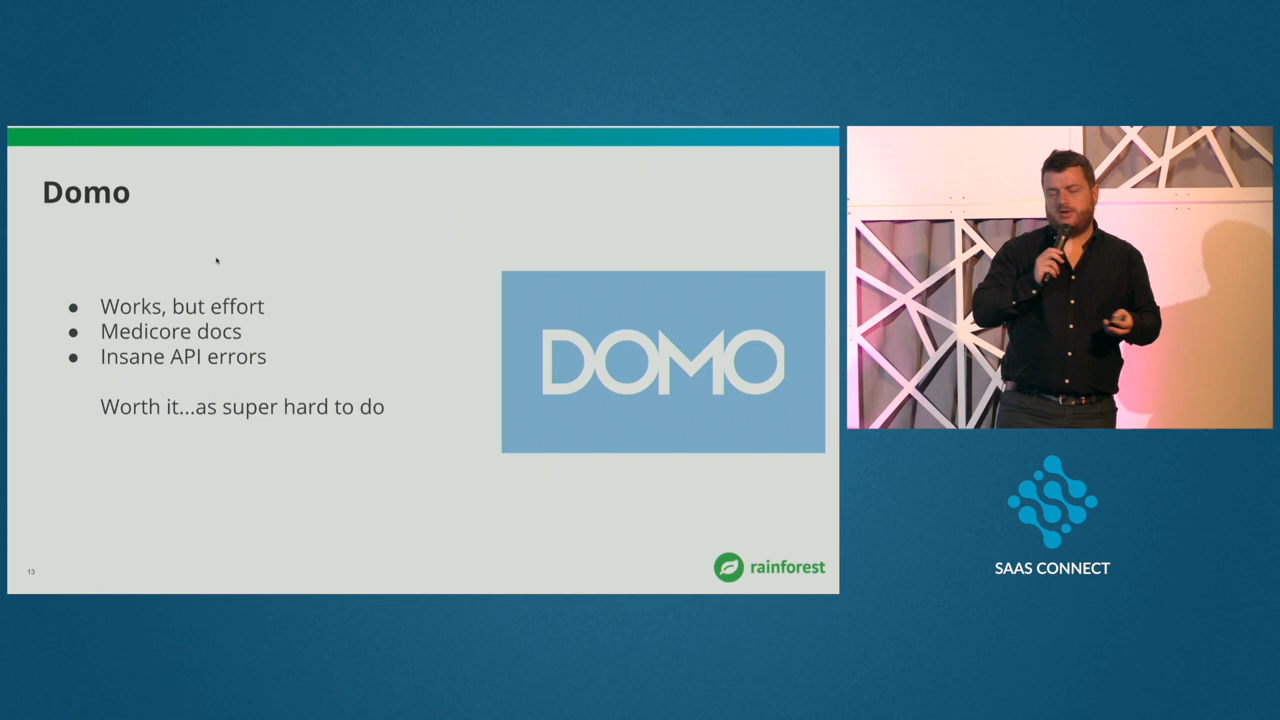 Domo
● Works, but effort
● Medicore docs
● Insane API errors
Worth it...as super hard to do
DOMO
13
rainforest
SAAS CONNECT